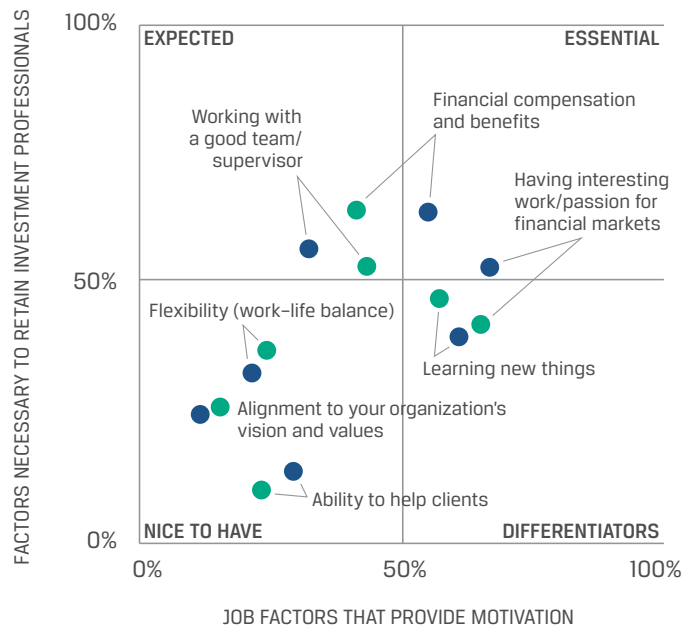 FACTORS NECESSARY TO RETAIN INVESTMENT PROFESSIONALS
100%
EXPECTED
ESSENTIAL
Working with
a good team/
supervisor
Financial compensation
and benefits
Having interesting
work/passion for
financial markets
50%
Flexibility (work–life balance)
Learning new things
Alignment to your organization's
vision and values
Ability to help clients
NICE TO HAVE
DIFFERENTIATORS
0%
0%
50%
100%
JOB FACTORS THAT PROVIDE MOTIVATION